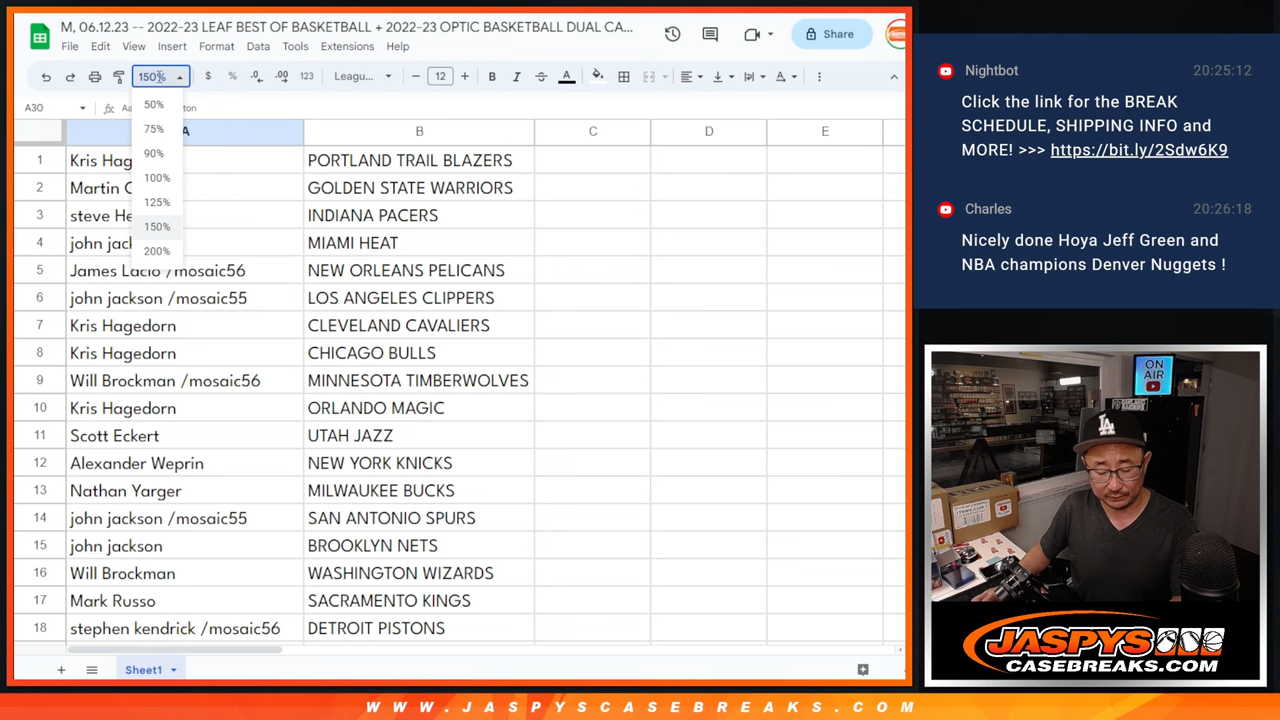 M, 06.12.23 -- 2022-23 LEAF BEST OF BASKETBALL + 2022-23 OPTIC BASKETBALL DUAL CA...
File Edit View Insert Format Data Tools Extensions Help
Share
150% $ % .0 .00 123 Leagu... − 12 + B I A
A30 fx
50%
75%
90%
100%
125%
150%
200%
A B C D E
1 Kris Hag PORTLAND TRAIL BLAZERS
2 Martin GOLDEN STATE WARRIORS
3 steve He INDIANA PACERS
4 john jack MIAMI HEAT
5 James Lacio /mosaic56 NEW ORLEANS PELICANS
6 john jackson /mosaic55 LOS ANGELES CLIPPERS
7 Kris Hagedorn CLEVELAND CAVALIERS
8 Kris Hagedorn CHICAGO BULLS
9 Will Brockman /mosaic56 MINNESOTA TIMBERWOLVES
10 Kris Hagedorn ORLANDO MAGIC
11 Scott Eckert UTAH JAZZ
12 Alexander Weprin NEW YORK KNICKS
13 Nathan Yarger MILWAUKEE BUCKS
14 john jackson /mosaic55 SAN ANTONIO SPURS
15 john jackson BROOKLYN NETS
16 Will Brockman WASHINGTON WIZARDS
17 Mark Russo SACRAMENTO KINGS
18 stephen kendrick /mosaic56 DETROIT PISTONS
Sheet1
Nightbot 20:25:12
Click the link for the BREAK
SCHEDULE, SHIPPING INFO and
MORE! >>> https://bit.ly/2Sdw6K9
Charles 20:26:18
Nicely done Hoya Jeff Green and
NBA champions Denver Nuggets !
ON
AIR
LA
JASPYS
CASEBREAKS.COM
WWW.JASPYSCASEBREAKS.COM